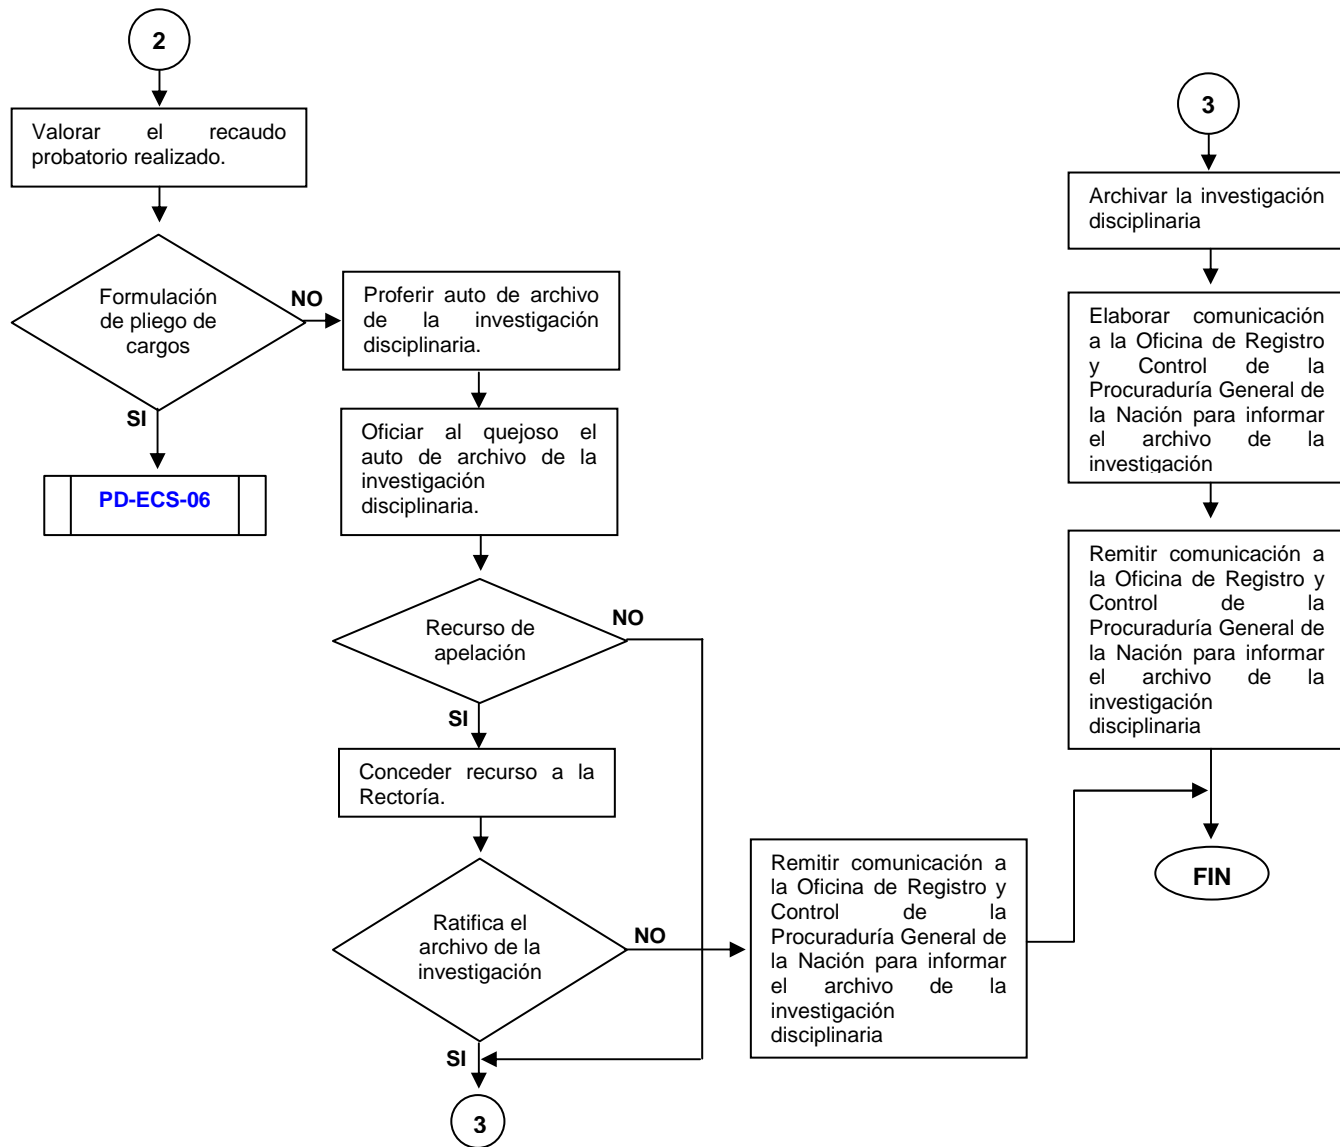 2
Valorar el recaudo
probatorio realizado.
Formulación
de pliego de
cargos
NO
SI
PD-ECS-06
Proferir auto de archivo
de la investigación
disciplinaria.
Oficiar al quejoso el
auto de archivo de la
investigación
disciplinaria.
Recurso de
apelación
NO
SI
Conceder recurso a la
Rectoría.
Ratifica el
archivo de la
investigación
NO
SI
3
Remitir comunicación a
la Oficina de Registro y
Control de la
Procuraduría General de
la Nación para informar
el archivo de la
investigación
disciplinaria
3
Archivar la investigación
disciplinaria
Elaborar comunicación
a la Oficina de Registro
y Control de la
Procuraduría General de
la Nación para informar
el archivo de la
investigación
Remitir comunicación a
la Oficina de Registro y
Control de la
Procuraduría General de
la Nación para informar
el archivo de la
investigación
disciplinaria
FIN